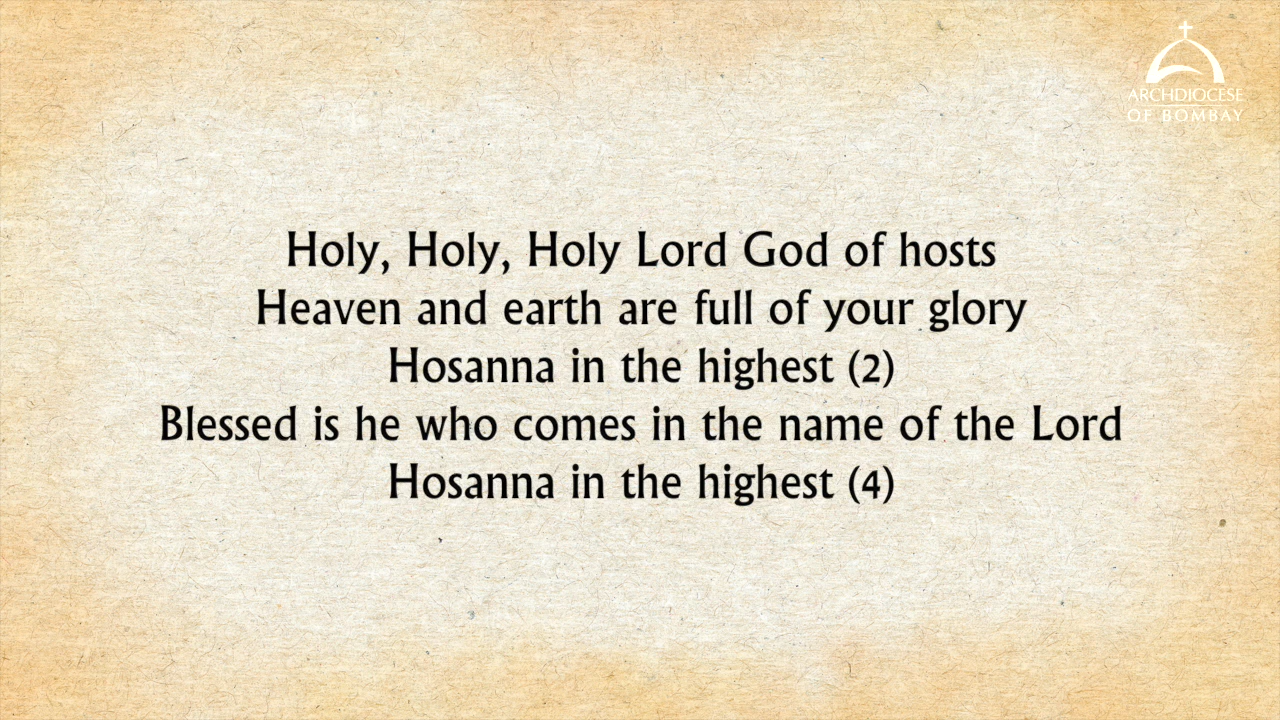 ARCHDIOCESE
OF BOMBAY
Holy, Holy, Holy Lord God of hosts
Heaven and earth are full of your glory
Hosanna in the highest (2)
Blessed is he who comes in the name of the Lord
Hosanna in the highest (4)